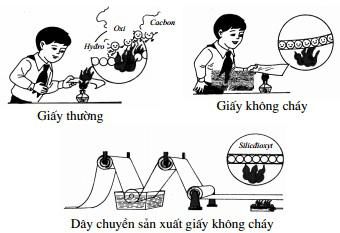 Oxi
Cacbon
Hydro
Giấy thường
Giấy không cháy
Silicdioxyt
Dây chuyền sản xuất giấy không cháy